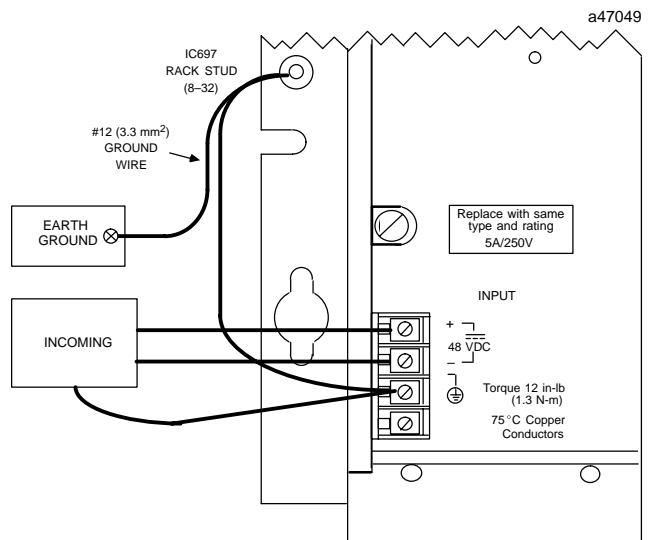 a47049
IC697
RACK STUD
(8–32)
#12 (3.3 mm²)
GROUND
WIRE
EARTH
GROUND
Replace with same
type and rating
5A/250V
INPUT
INCOMING
+
48 VDC
–
Torque 12 in-lb
(1.3 N-m)
75°C Copper
Conductors